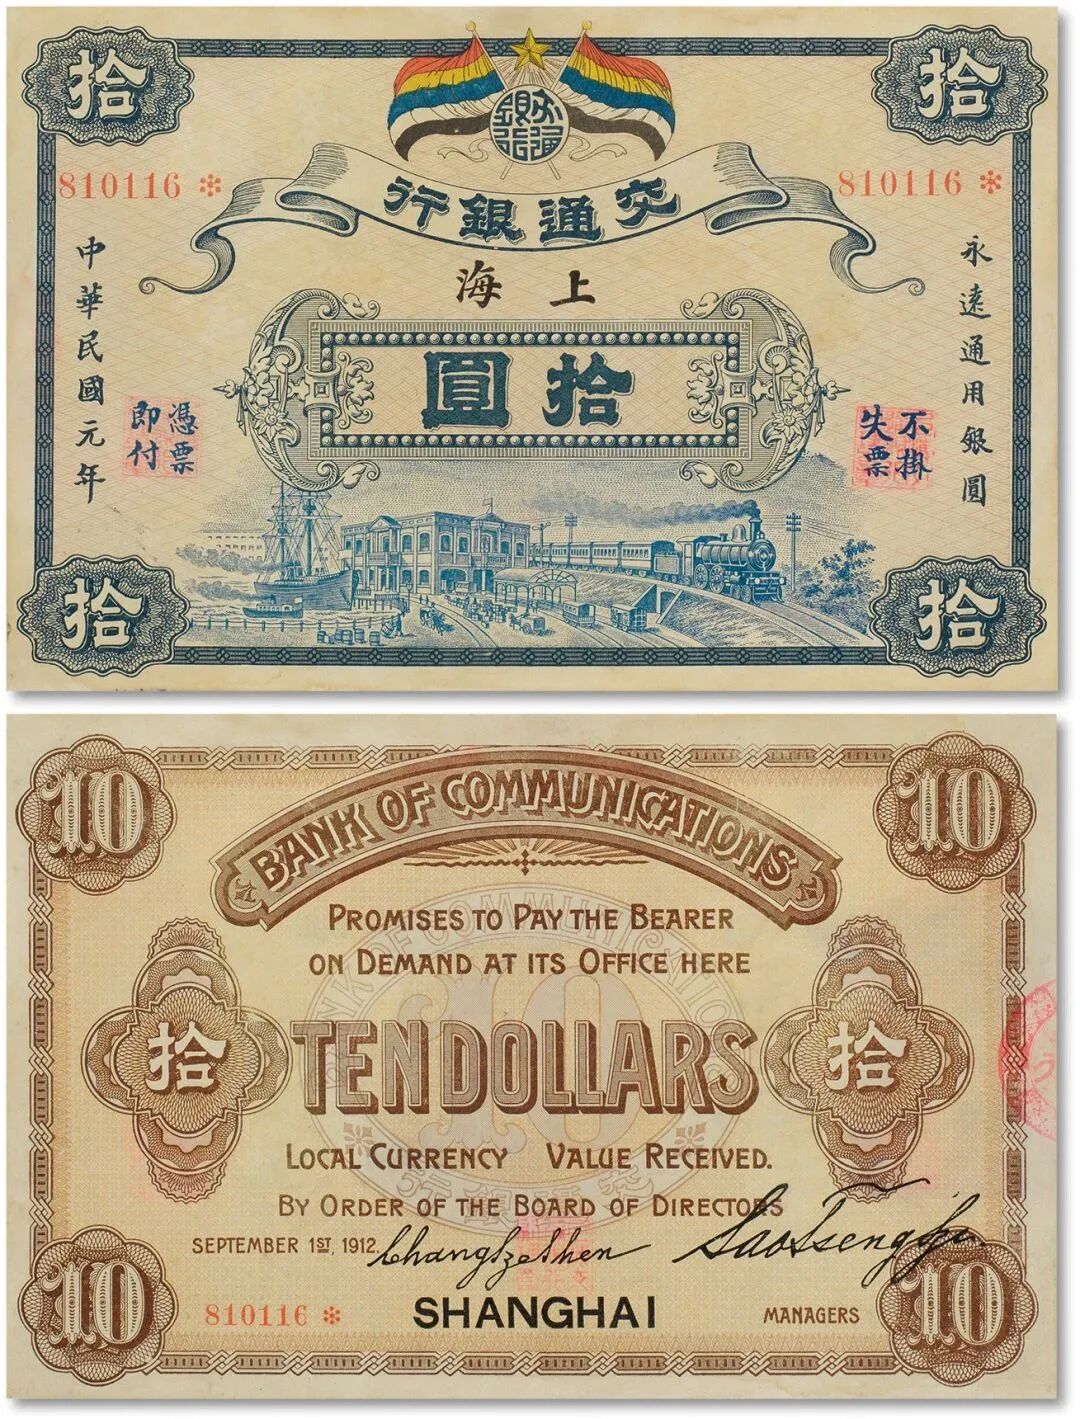 拾
拾
810116 *
810116 *
交通銀行
上海
拾圓
永遠通用銀圓
中華民國元年
不掛
失票
憑票
即付
拾
拾
10
10
BANK OF COMMUNICATIONS
PROMISES TO PAY THE BEARER
ON DEMAND AT ITS OFFICE HERE
拾
TEN DOLLARS
拾
LOCAL CURRENCY VALUE RECEIVED.
BY ORDER OF THE BOARD OF DIRECTORS
SEPTEMBER 1ST, 1912.
10
810116 *
SHANGHAI
MANAGERS
10